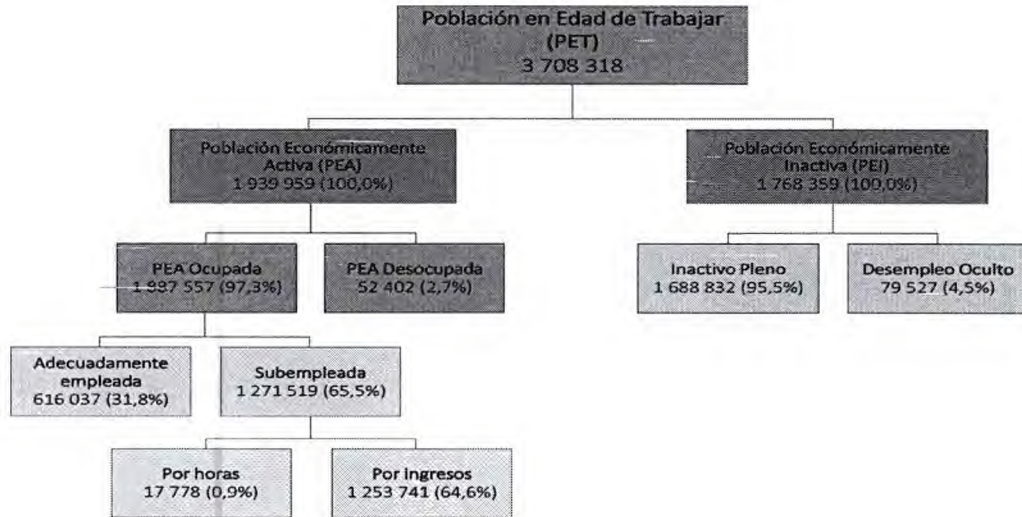 Población en Edad de Trabajar
(PET)
3 708 318
Población Económicamente
Activa (PEA)
1 939 959 (100,0%)
Población Económicamente
Inactiva (PEI)
1 768 359 (100,0%)
PEA Ocupada
1 887 557 (97,3%)
PEA Desocupada
52 402 (2,7%)
Inactivo Pleno
1 688 832 (95,5%)
Desempleo Oculto
79 527 (4,5%)
Adecuadamente
empleada
616 037 (31,8%)
Subempleada
1 271 519 (65,5%)
Por horas
17 778 (0,9%)
Por Ingresos
1 253 741 (64,6%)